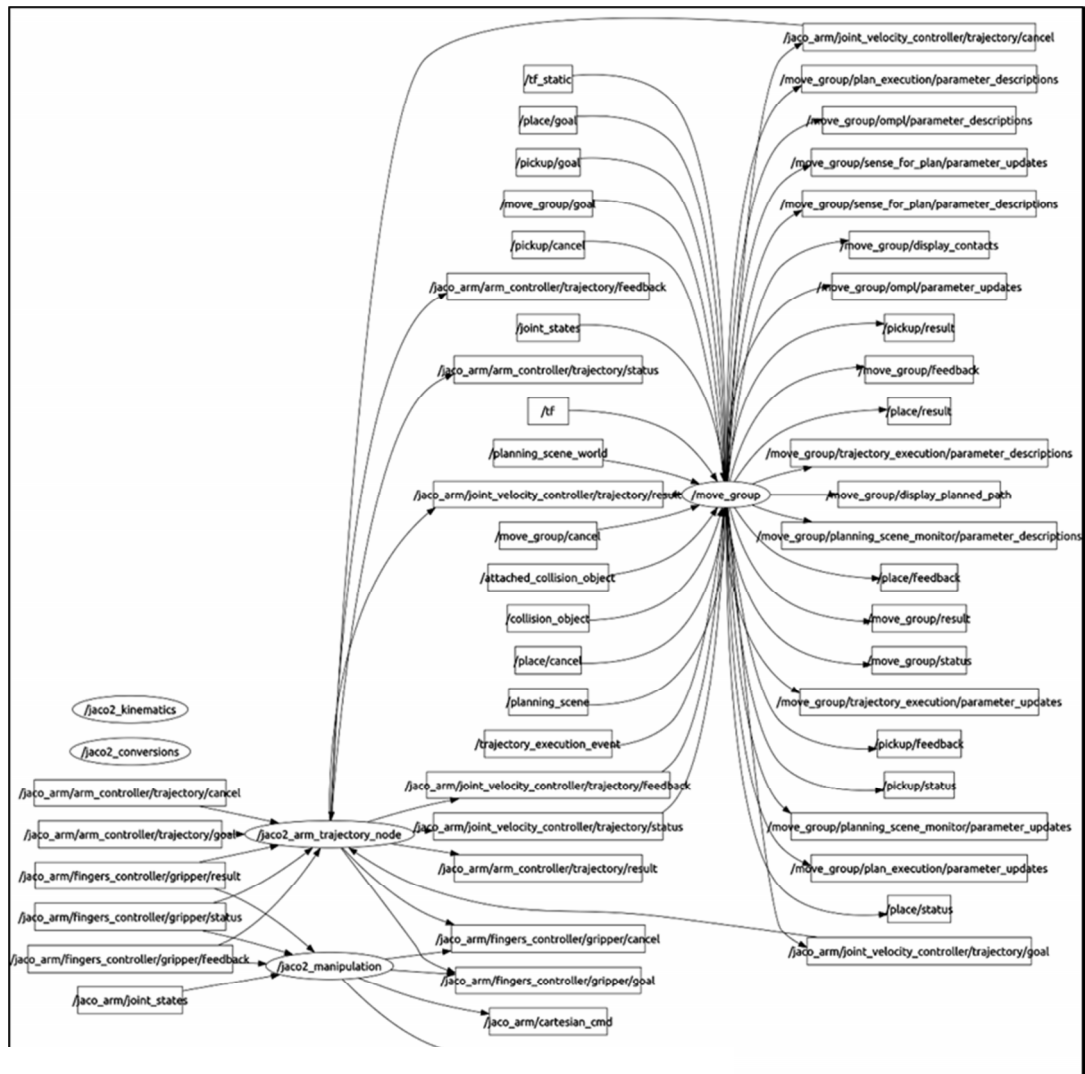 /jaco_arm/joint_velocity_controller/trajectory/cancel
/tf_static
/move_group/plan_execution/parameter_descriptions
/place/goal
/move_group/ompl/parameter_descriptions
/pickup/goal
/move_group/sense_for_plan/parameter_updates
/move_group/goal
/move_group/sense_for_plan/parameter_descriptions
/pickup/cancel
/move_group/display_contacts
/jaco_arm/arm_controller/trajectory/feedback
/move_group/ompl/parameter_updates
/joint_states
/pickup/result
/jaco_arm/arm_controller/trajectory/status
/move_group/feedback
/tf
/place/result
/planning_scene_world
/move_group/trajectory_execution/parameter_descriptions
/jaco_arm/joint_velocity_controller/trajectory/result
/move_group
/move_group/display_planned_path
/move_group/cancel
/move_group/planning_scene_monitor/parameter_descriptions
/attached_collision_object
/place/feedback
/collision_object
/move_group/result
/place/cancel
/move_group/status
/jaco2_kinematics
/planning_scene
/move_group/trajectory_execution/parameter_updates
/jaco2_conversions
/trajectory_execution_event
/pickup/feedback
/jaco_arm/arm_controller/trajectory/cancel
/jaco_arm/joint_velocity_controller/trajectory/feedback
/pickup/status
/jaco_arm/arm_controller/trajectory/goal
/jaco2_arm_trajectory_node
/jaco_arm/joint_velocity_controller/trajectory/status
/move_group/planning_scene_monitor/parameter_updates
/jaco_arm/fingers_controller/gripper/result
/jaco_arm/arm_controller/trajectory/result
/move_group/plan_execution/parameter_updates
/jaco_arm/fingers_controller/gripper/status
/place/status
/jaco_arm/fingers_controller/gripper/cancel
/jaco_arm/joint_velocity_controller/trajectory/goal
/jaco_arm/fingers_controller/gripper/feedback
/jaco2_manipulation
/jaco_arm/fingers_controller/gripper/goal
/jaco_arm/joint_states
/jaco_arm/cartesian_cmd